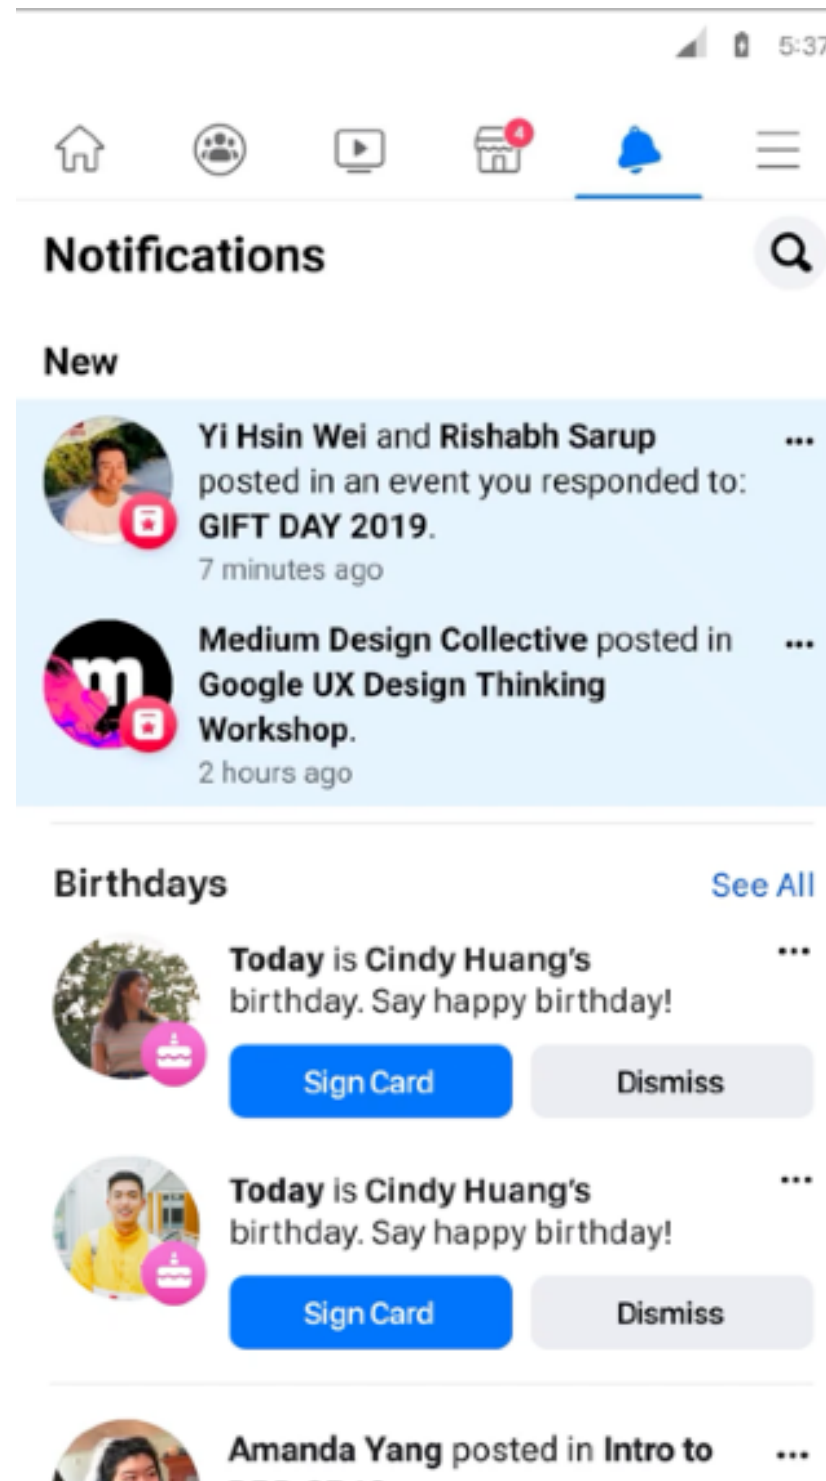 5:37
4
Notifications
New
Yi Hsin Wei and Rishabh Sarup
posted in an event you responded to:
GIFT DAY 2019.
7 minutes ago
m
Medium Design Collective posted in
Google UX Design Thinking
Workshop.
2 hours ago
Birthdays
See All
Today is Cindy Huang's
birthday. Say happy birthday!
Sign Card
Dismiss
Today is Cindy Huang's
birthday. Say happy birthday!
Sign Card
Dismiss
Amanda Yang posted in Intro to